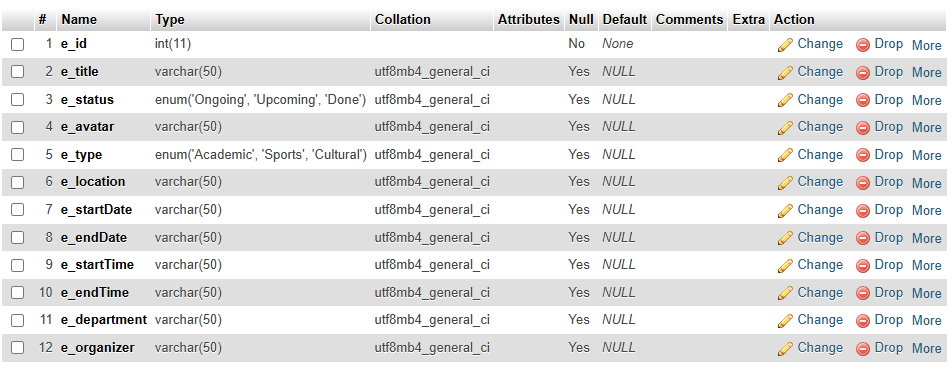 # Name Type Collation Attributes Null Default Comments Extra Action
1 e_id int(11) No None Change Drop More
2 e_title varchar(50) utf8mb4_general_ci Yes NULL Change Drop More
3 e_status enum('Ongoing', 'Upcoming', 'Done') utf8mb4_general_ci Yes NULL Change Drop More
4 e_avatar varchar(50) utf8mb4_general_ci Yes NULL Change Drop More
5 e_type enum('Academic', 'Sports', 'Cultural') utf8mb4_general_ci Yes NULL Change Drop More
6 e_location varchar(50) utf8mb4_general_ci Yes NULL Change Drop More
7 e_startDate varchar(50) utf8mb4_general_ci Yes NULL Change Drop More
8 e_endDate varchar(50) utf8mb4_general_ci Yes NULL Change Drop More
9 e_startTime varchar(50) utf8mb4_general_ci Yes NULL Change Drop More
10 e_endTime varchar(50) utf8mb4_general_ci Yes NULL Change Drop More
11 e_department varchar(50) utf8mb4_general_ci Yes NULL Change Drop More
12 e_organizer varchar(50) utf8mb4_general_ci Yes NULL Change Drop More